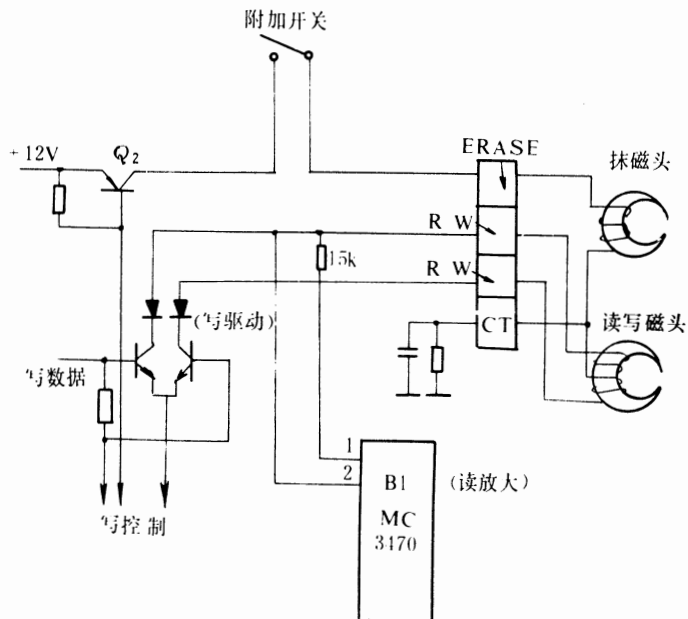 附加开关
+12V
Q2
ERASE
抹磁头
R W
15k
R W
(写驱动)
CT
读写磁头
写数据
1
2
B1
(读放大)
MC
3470
写控制